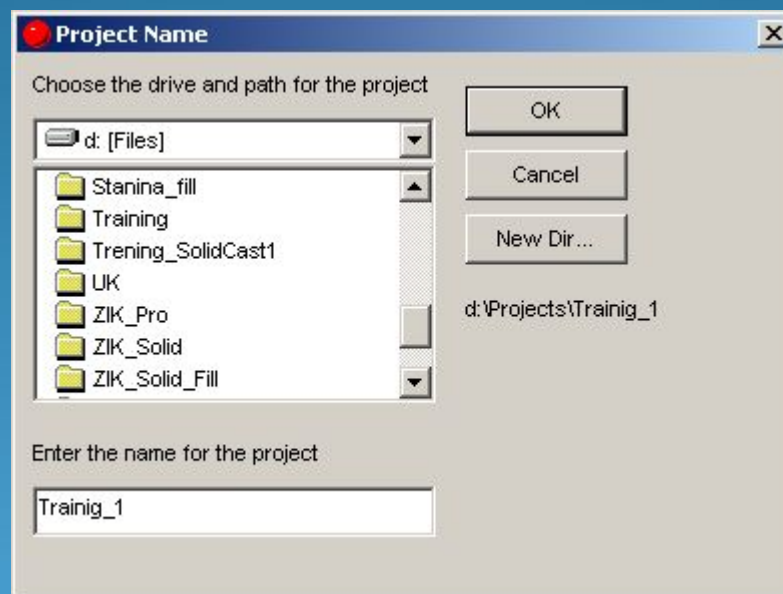 Project Name
Choose the drive and path for the project
d: [Files]
Stanina_fill
Training
Trening_SolidCast1
UK
ZIK_Pro
ZIK_Solid
ZIK_Solid_Fill
OK
Cancel
New Dir...
d:\Projects\Trainig_1
Enter the name for the project
Trainig_1